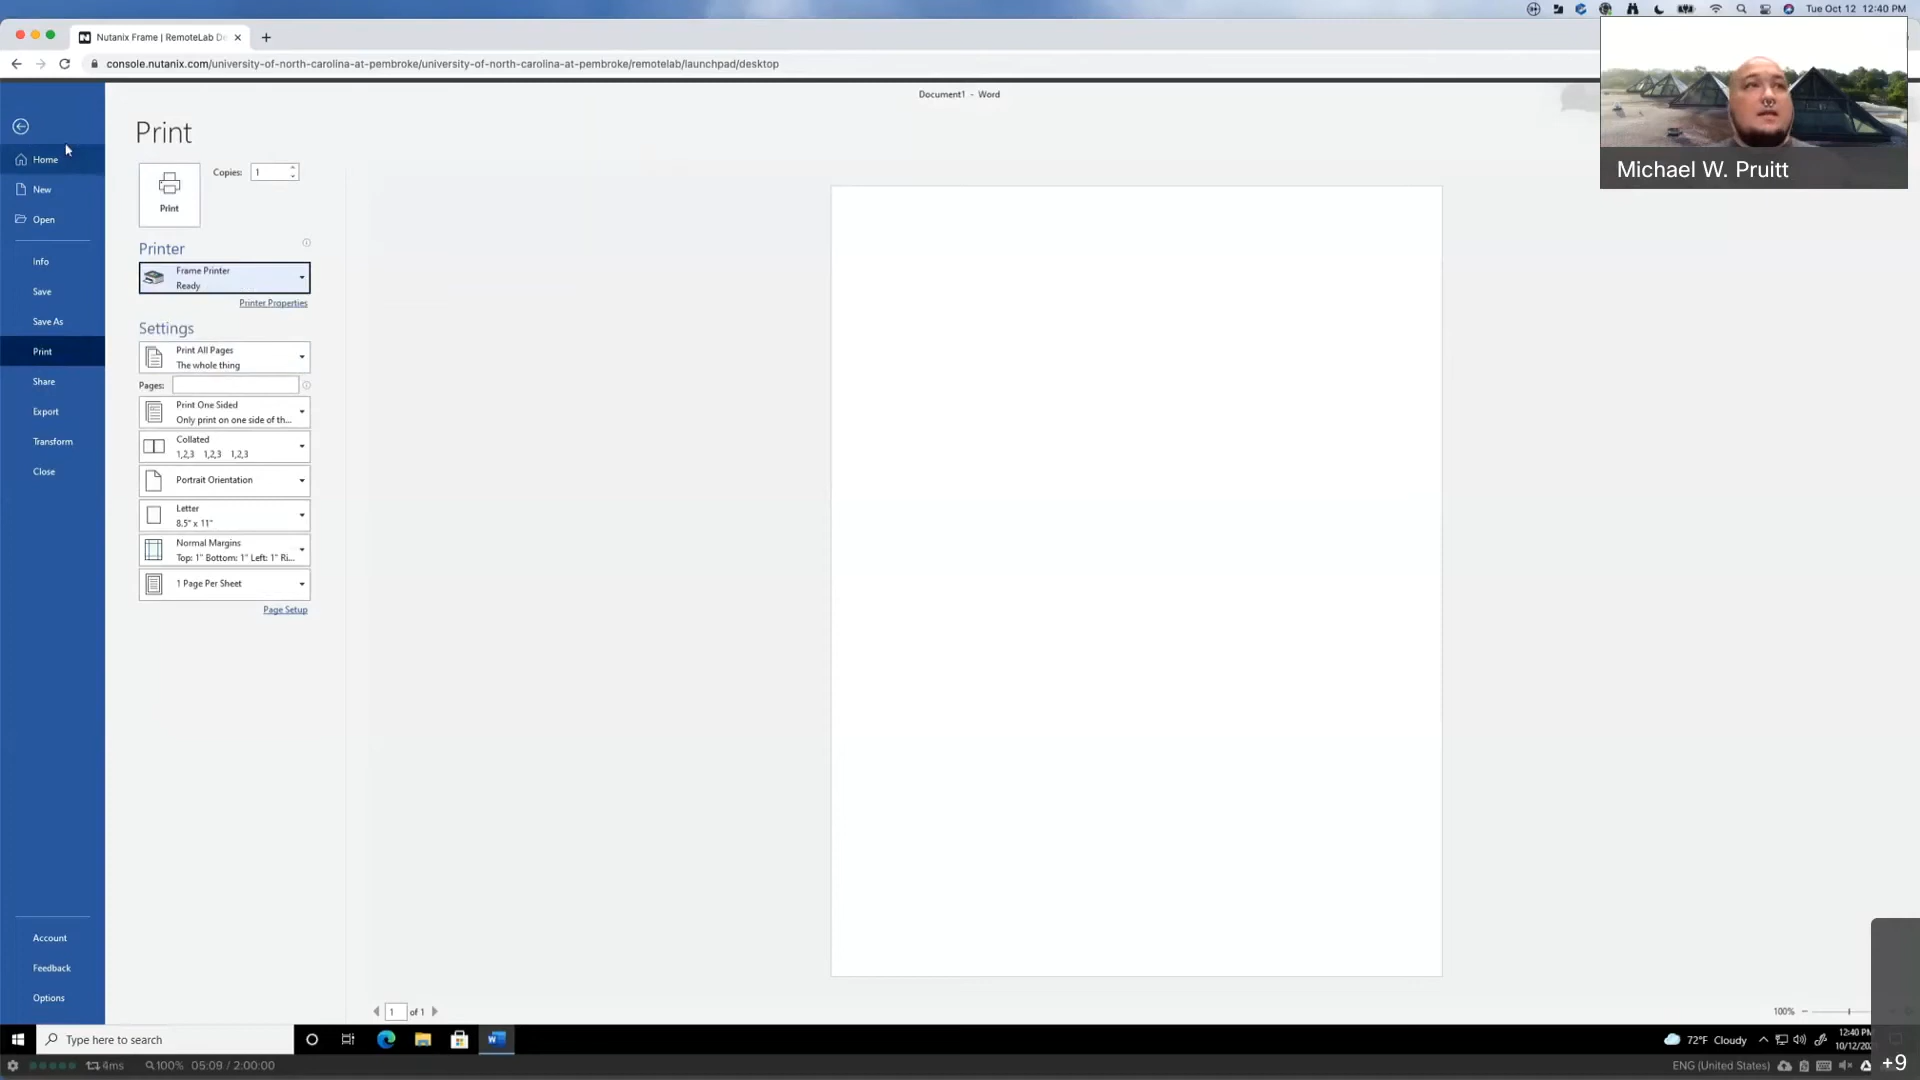 Tue Oct 12 12:40 PM
Nutanix Frame | RemoteLab De
console.nutanix.com/university-of-north-carolina-at-pembroke/university-of-north-carolina-at-pembroke/remotelab/launchpad/desktop
Document1 - Word
Michael W. Pruitt
Home
New
Open
Info
Save
Save As
Print
Share
Export
Transform
Close
Account
Feedback
Options
Print
Print
Copies: 1
Printer
Frame Printer
Ready
Printer Properties
Settings
Print All Pages
The whole thing
Pages:
Print One Sided
Only print on one side of th...
Collated
1,2,3 1,2,3 1,2,3
Portrait Orientation
Letter
8.5" x 11"
Normal Margins
Top: 1" Bottom: 1" Left: 1" Ri...
1 Page Per Sheet
Page Setup
1 of 1
100%
Type here to search
72°F Cloudy
12:40 PM
10/12/202
4ms
100%
05:09 / 2:00:00
ENG (United States)
+9